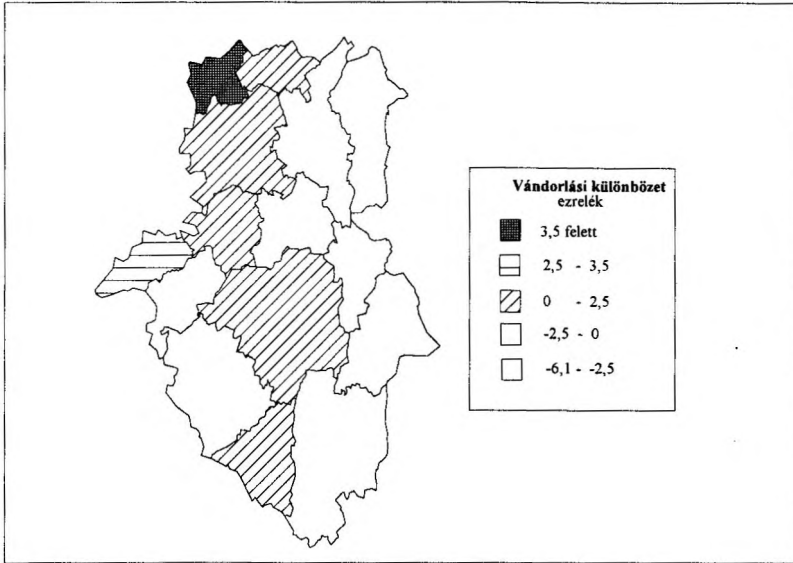 Vándorlási különbözet
ezrelék
3,5 felett
2,5 - 3,5
0 - 2,5
-2,5 - 0
-6,1 - -2,5